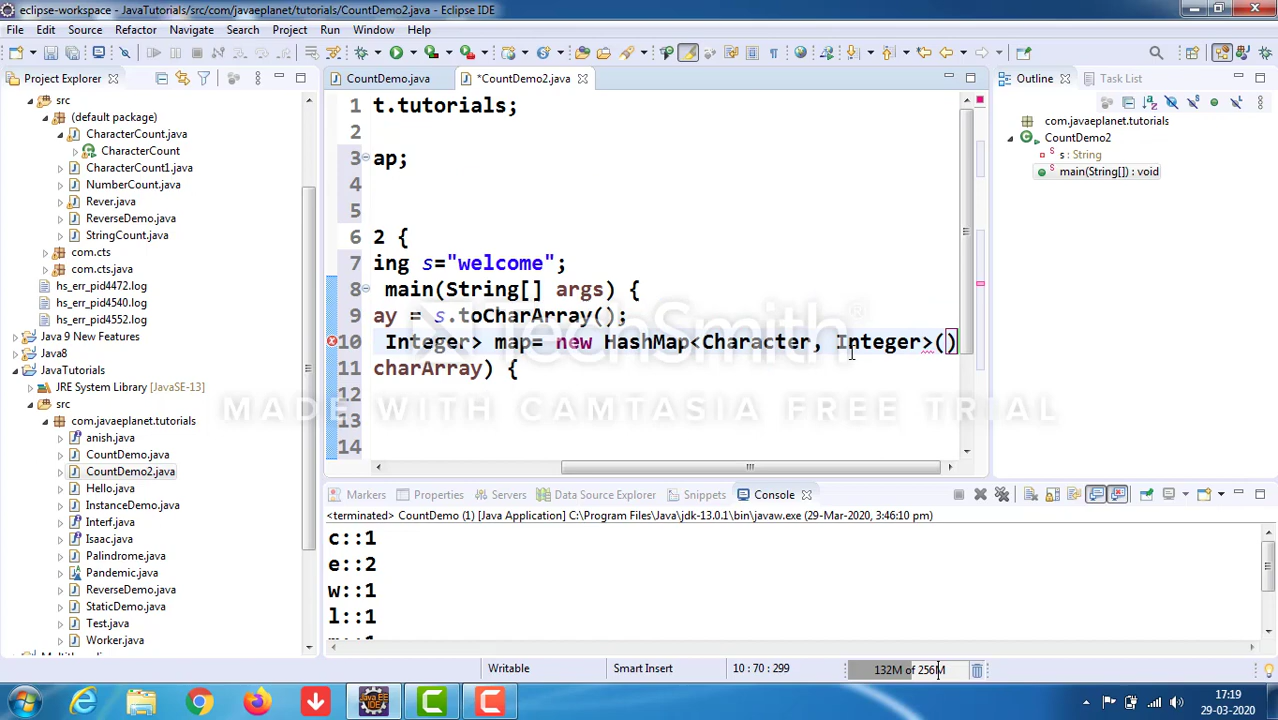 eclipse-workspace - JavaTutorials/src/com/javaeplanet/tutorials/CountDemo2.java - Eclipse IDE
File Edit Source Refactor Navigate Search Project Run Window Help
Project Explorer
CountDemo.java
*CountDemo2.java
Outline
Task List
src
(default package)
CharacterCount.java
CharacterCount
CharacterCount1.java
NumberCount.java
Rever.java
ReverseDemo.java
StringCount.java
com.cts
com.cts.java
hs_err_pid4472.log
hs_err_pid4540.log
hs_err_pid4552.log
Java 9 New Features
Java8
JavaTutorials
JRE System Library [JavaSE-13]
src
com.javaeplanet.tutorials
anish.java
CountDemo.java
CountDemo2.java
Hello.java
InstanceDemo.java
Interf.java
Isaac.java
Palindrome.java
Pandemic.java
ReverseDemo.java
StaticDemo.java
Test.java
Worker.java
1 t.tutorials;
2
3 ap;
4
5
6 2 {
7 ing s="welcome";
8 main(String[] args) {
9 ay = s.toCharArray();
10 Integer> map= new HashMap<Character, Integer>()
11 charArray) {
12
13
14
TechSmith
MADE WITH CAMTASIA FREE TRIAL
com.javaeplanet.tutorials
CountDemo2
s : String
main(String[]) : void
Markers Properties Servers Data Source Explorer Snippets Console
<terminated> CountDemo (1) [Java Application] C:\Program Files\Java\jdk-13.0.1\bin\javaw.exe (29-Mar-2020, 3:46:10 pm)
c::1
e::2
w::1
l::1
Writable
Smart Insert
10 : 70 : 299
132M of 256M
17:19
29-03-2020